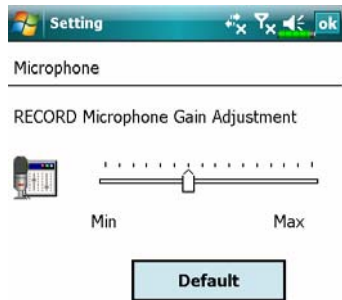 Setting
ok
Microphone
RECORD Microphone Gain Adjustment
Min Max
Default